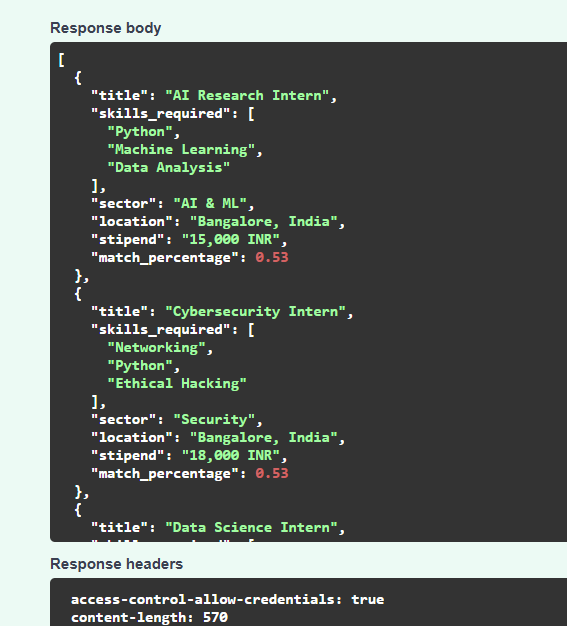 Response body
[
  {
    "title": "AI Research Intern",
    "skills_required": [
      "Python",
      "Machine Learning",
      "Data Analysis"
    ],
    "sector": "AI & ML",
    "location": "Bangalore, India",
    "stipend": "15,000 INR",
    "match_percentage": 0.53
  },
  {
    "title": "Cybersecurity Intern",
    "skills_required": [
      "Networking",
      "Python",
      "Ethical Hacking"
    ],
    "sector": "Security",
    "location": "Bangalore, India",
    "stipend": "18,000 INR",
    "match_percentage": 0.53
  },
  {
    "title": "Data Science Intern",
Response headers
access-control-allow-credentials: true
content-length: 570